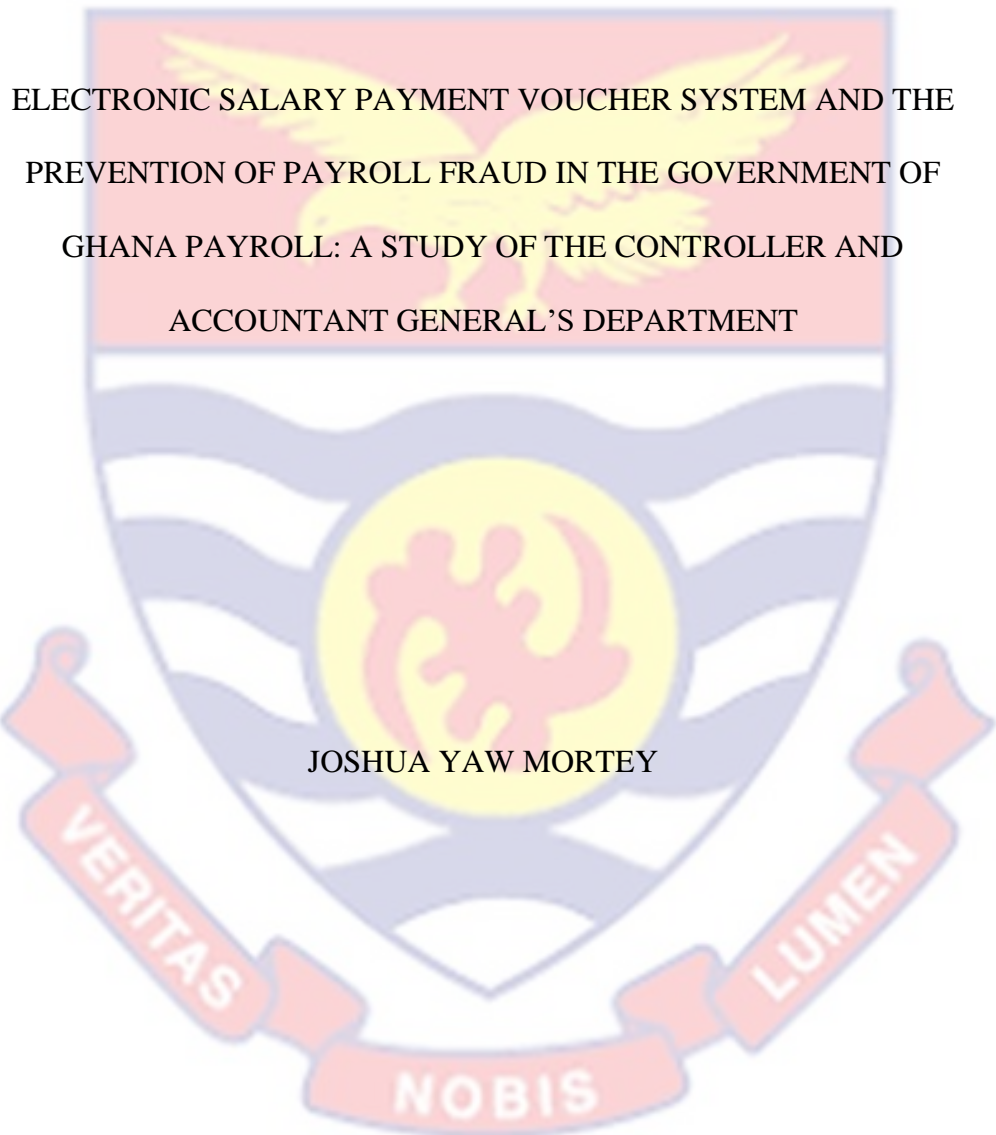 ELECTRONIC SALARY PAYMENT VOUCHER SYSTEM AND THE
PREVENTION OF PAYROLL FRAUD IN THE GOVERNMENT OF
GHANA PAYROLL: A STUDY OF THE CONTROLLER AND
ACCOUNTANT GENERAL’S DEPARTMENT
JOSHUA YAW MORTEY
VERITAS
NOBIS
LUMEN